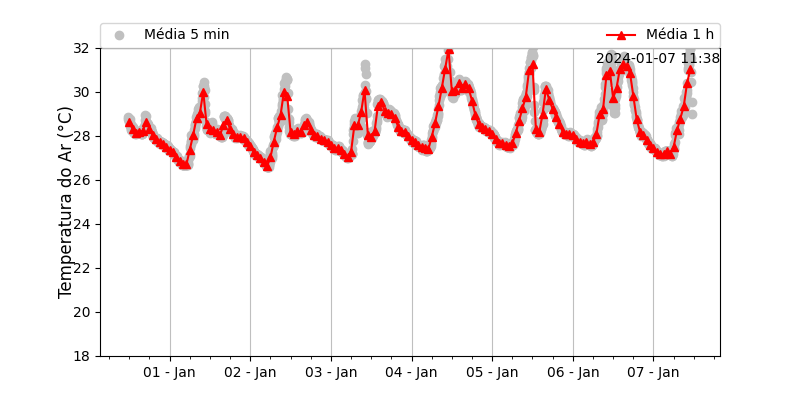 Média 5 min
Média 1 h
2024-01-07 11:38
Temperatura do Ar (°C)
32
30
28
26
24
22
20
18
01 - Jan
02 - Jan
03 - Jan
04 - Jan
05 - Jan
06 - Jan
07 - Jan